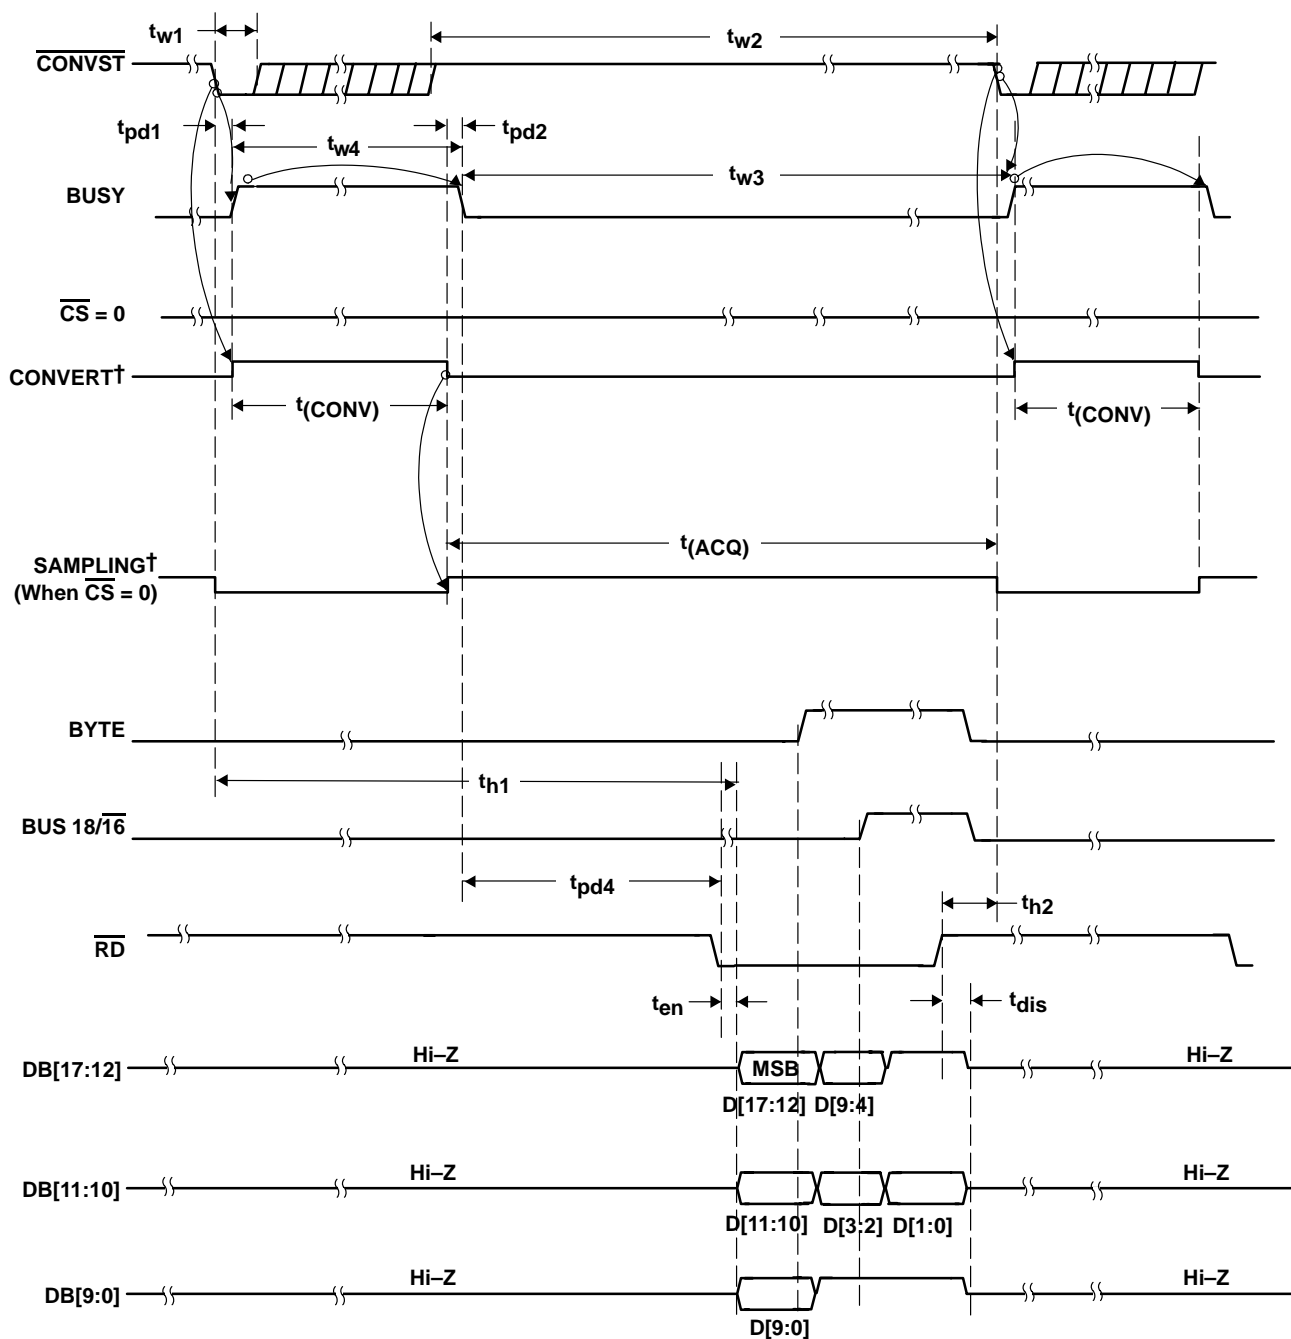 tw1
tw2
CONVST
tpd1
tpd2
tw4
tw3
BUSY
CS = 0
CONVERT†
t(CONV)
t(CONV)
t(ACQ)
SAMPLING†
(When CS = 0)
BYTE
th1
BUS 18/16
tpd4
th2
RD
ten
tdis
Hi–Z
Hi–Z
DB[17:12]
MSB
D[17:12] D[9:4]
Hi–Z
Hi–Z
DB[11:10]
D[11:10] D[3:2] D[1:0]
Hi–Z
Hi–Z
DB[9:0]
D[9:0]